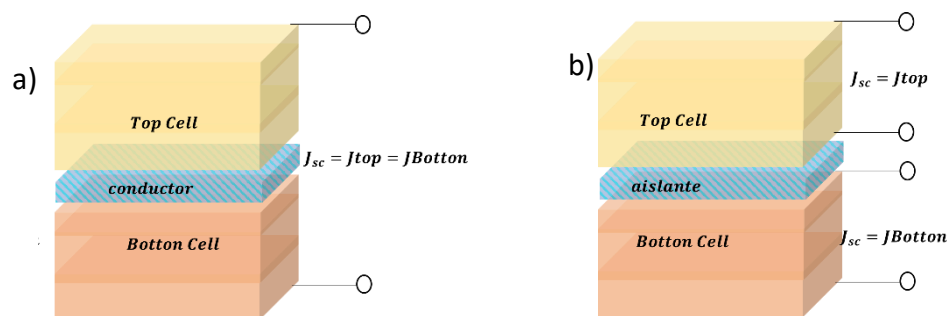 a)
Top Cell
J_sc = Jtop = JBotton
conductor
Botton Cell
b)
J_sc = Jtop
Top Cell
aislante
Botton Cell
J_sc = JBotton